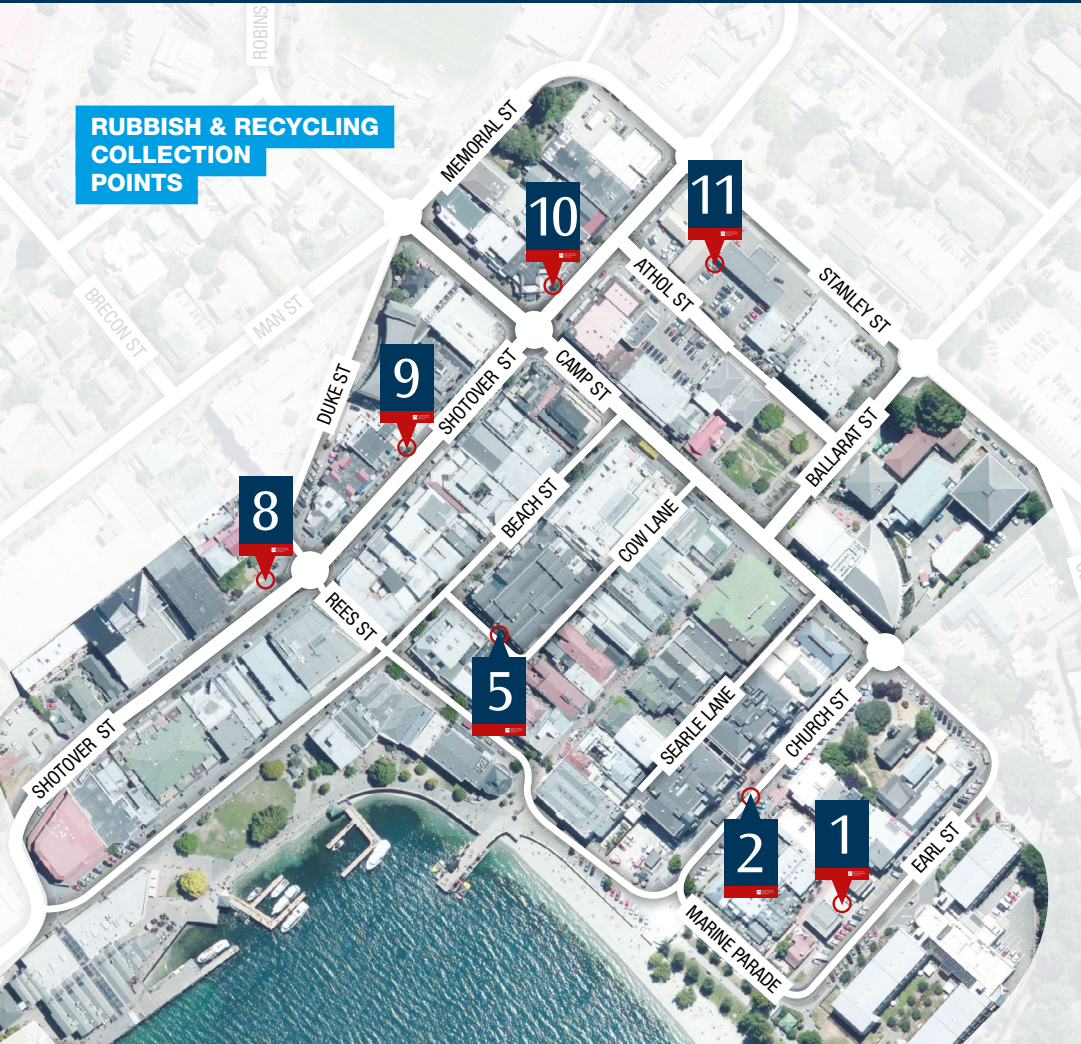 ROBINS
RUBBISH & RECYCLING
COLLECTION
POINTS
MEMORIAL ST
10
11
ATHOL ST
STANLEY ST
BRECON ST
MAN ST
DUKE ST
9
SHOTOVER ST
CAMP ST
BALLARAT ST
8
BEACH ST
COW LANE
REES ST
5
SEARLE LANE
CHURCH ST
SHOTOVER ST
2
1
EARL ST
MARINE PARADE